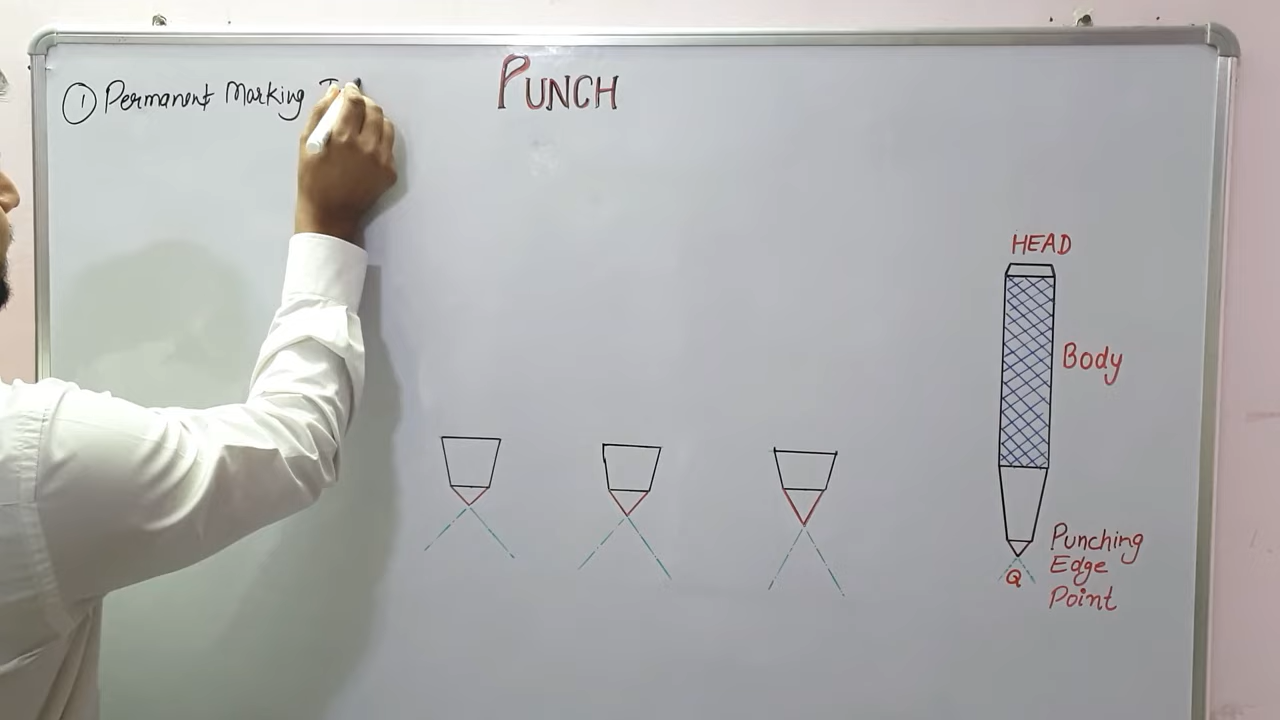 PUNCH
① Permanent Marking
HEAD
Body
Punching
Edge
Point
Q